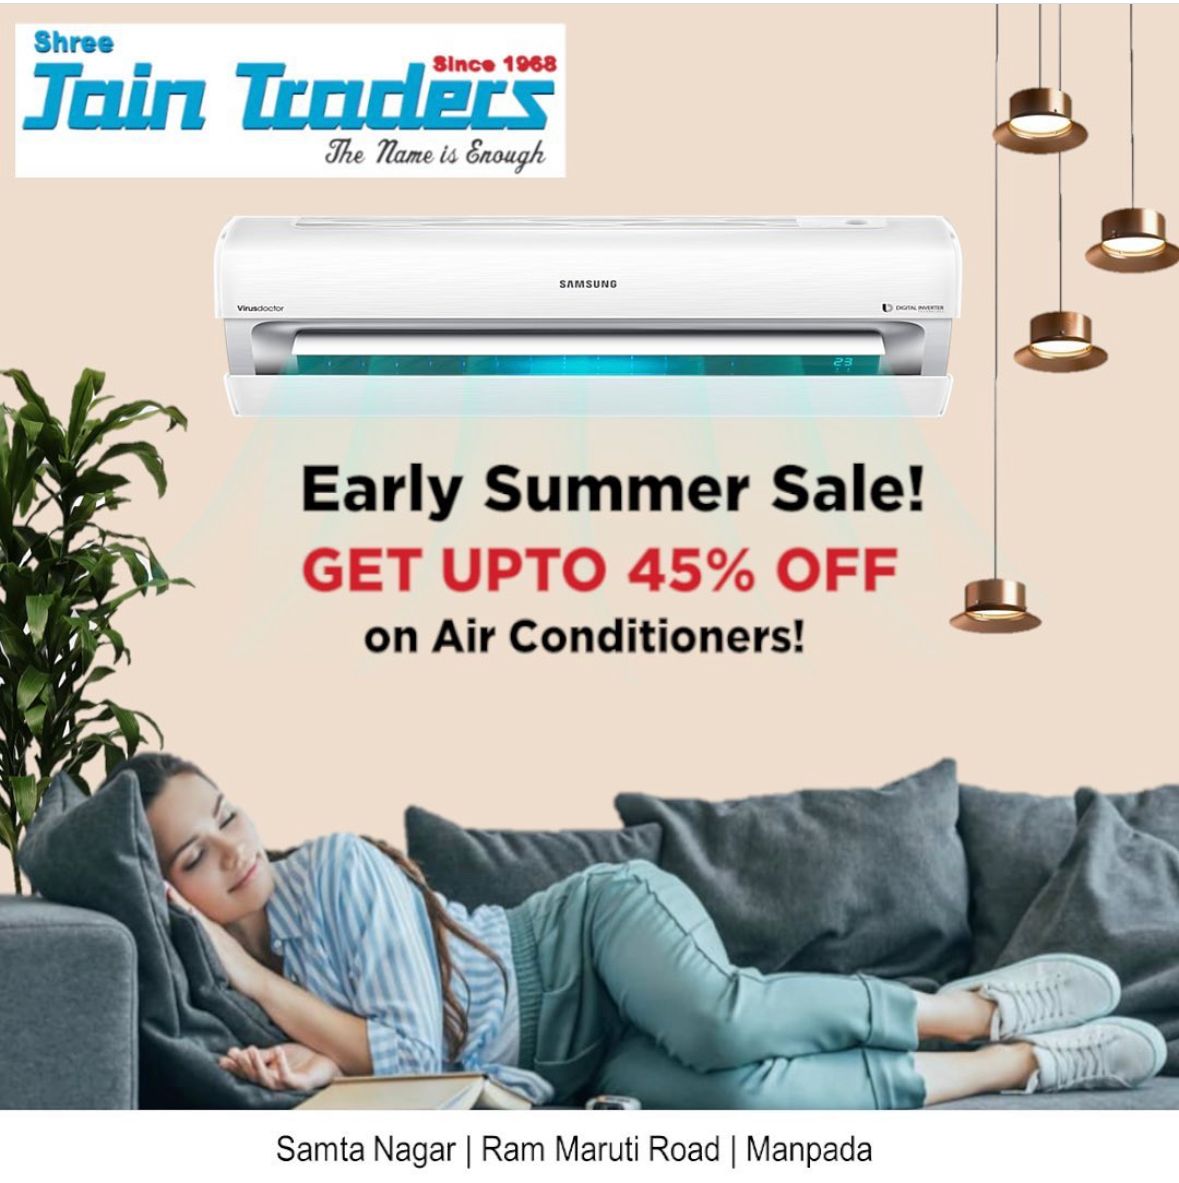 Shree
Since 1968
Jain Traders
The Name is Enough
SAMSUNG
Virusdoctor
DIGITAL INVERTER
23
Early Summer Sale!
GET UPTO 45% OFF
on Air Conditioners!
Samta Nagar | Ram Maruti Road | Manpada